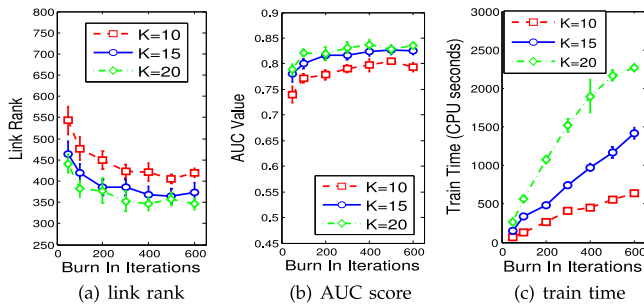 700
650
600
550
500
450
400
350
300
250
Link Rank
0 200 400 600
Burn In Iterations
K=10
K=15
K=20
(a) link rank
0.9
0.85
0.8
0.75
0.7
0.65
0.6
0.55
0.5
0.45
AUC Value
0 200 400 600
Burn In Iterations
K=10
K=15
K=20
(b) AUC score
3000
2500
2000
1500
1000
500
0
Train Time (CPU seconds)
0 200 400 600
Burn In Iterations
K=10
K=15
K=20
(c) train time